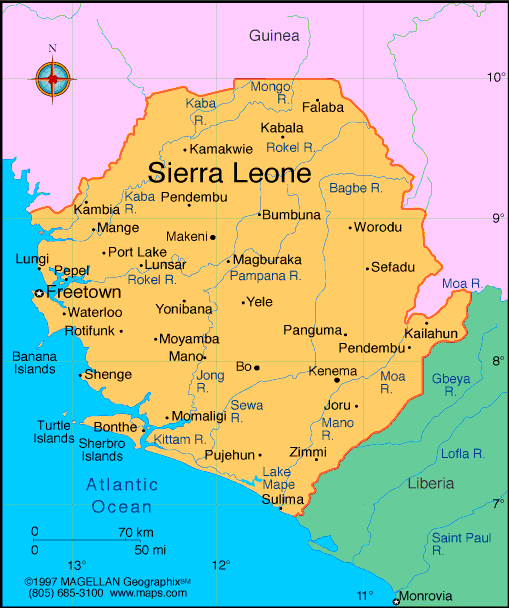 Guinea
N
10°
Mongo
R.
Kaba
R.
Falaba
Kabala
Kamakwie
Rokel R.
Sierra Leone
Bagbe R.
Kaba
R.
Pendembu
Kambia
Bumbuna
9°
Mange
Worodu
Makeni
Port Lake
Lungi
Lunsar
Magburaka
Sefadu
Pepel
Rokel R.
Pampana R.
Moa R.
Freetown
Yonibana
Yele
Waterloo
Rotifunk
Panguma
Kailahun
Moyamba
Pendembu
Mano
8°
Banana
Islands
Bo
Kenema
Shenge
Jong
R.
Moa
R.
Gbeya
R.
Joru
Sewa
R.
Momaligi
Mano
R.
Turtle
Islands
Bonthe
Kittam R.
Sherbro
Islands
Pujehun
Zimmi
Lofla R.
Lake
Mape
Atlantic
Ocean
Liberia
Sulima
7°
0 70 km
0 50 mi
Saint Paul
R.
13°
12°
11°
©1997 MAGELLAN Geographix℠
(805) 685-3100 www.maps.com
Monrovia